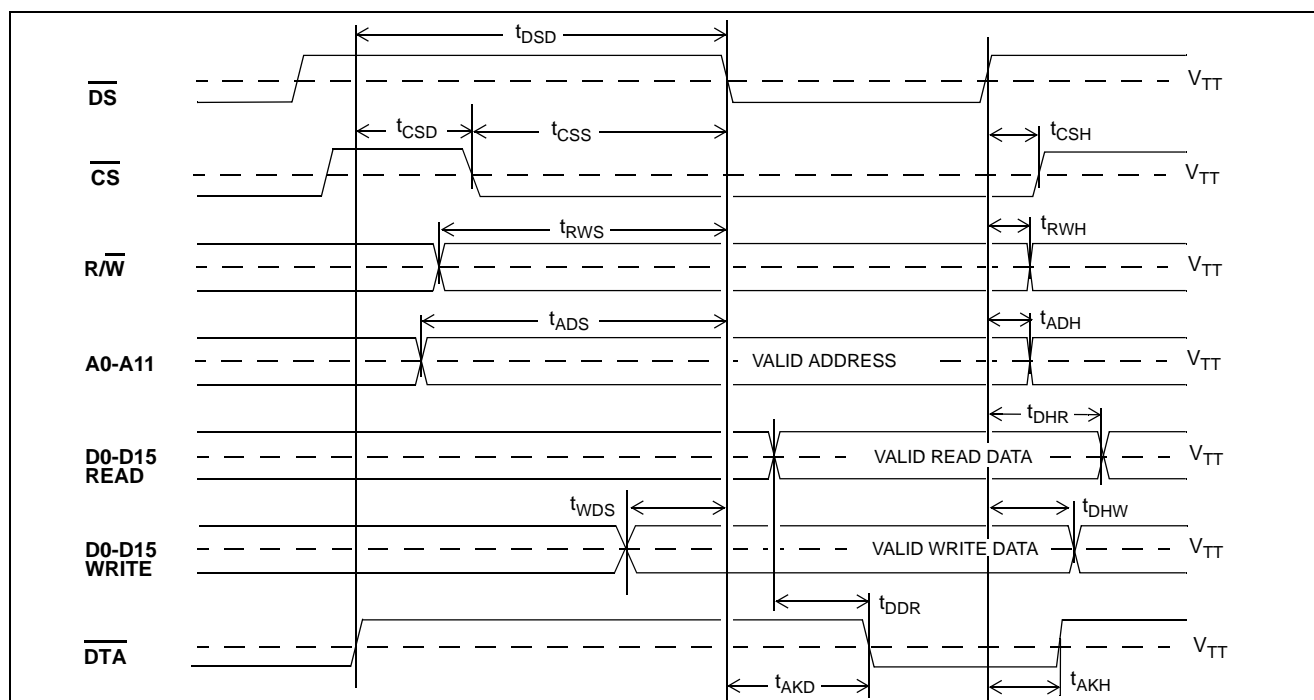 tDSD
DS VTT
tCSD tCSS tCSH
CS VTT
tRWS tRWH
R/W VTT
tADS tADH
A0-A11 VALID ADDRESS VTT
tDHR
D0-D15
READ VALID READ DATA VTT
tWDS tDHW
D0-D15
WRITE VALID WRITE DATA VTT
tDDR
DTA VTT
tAKD tAKH